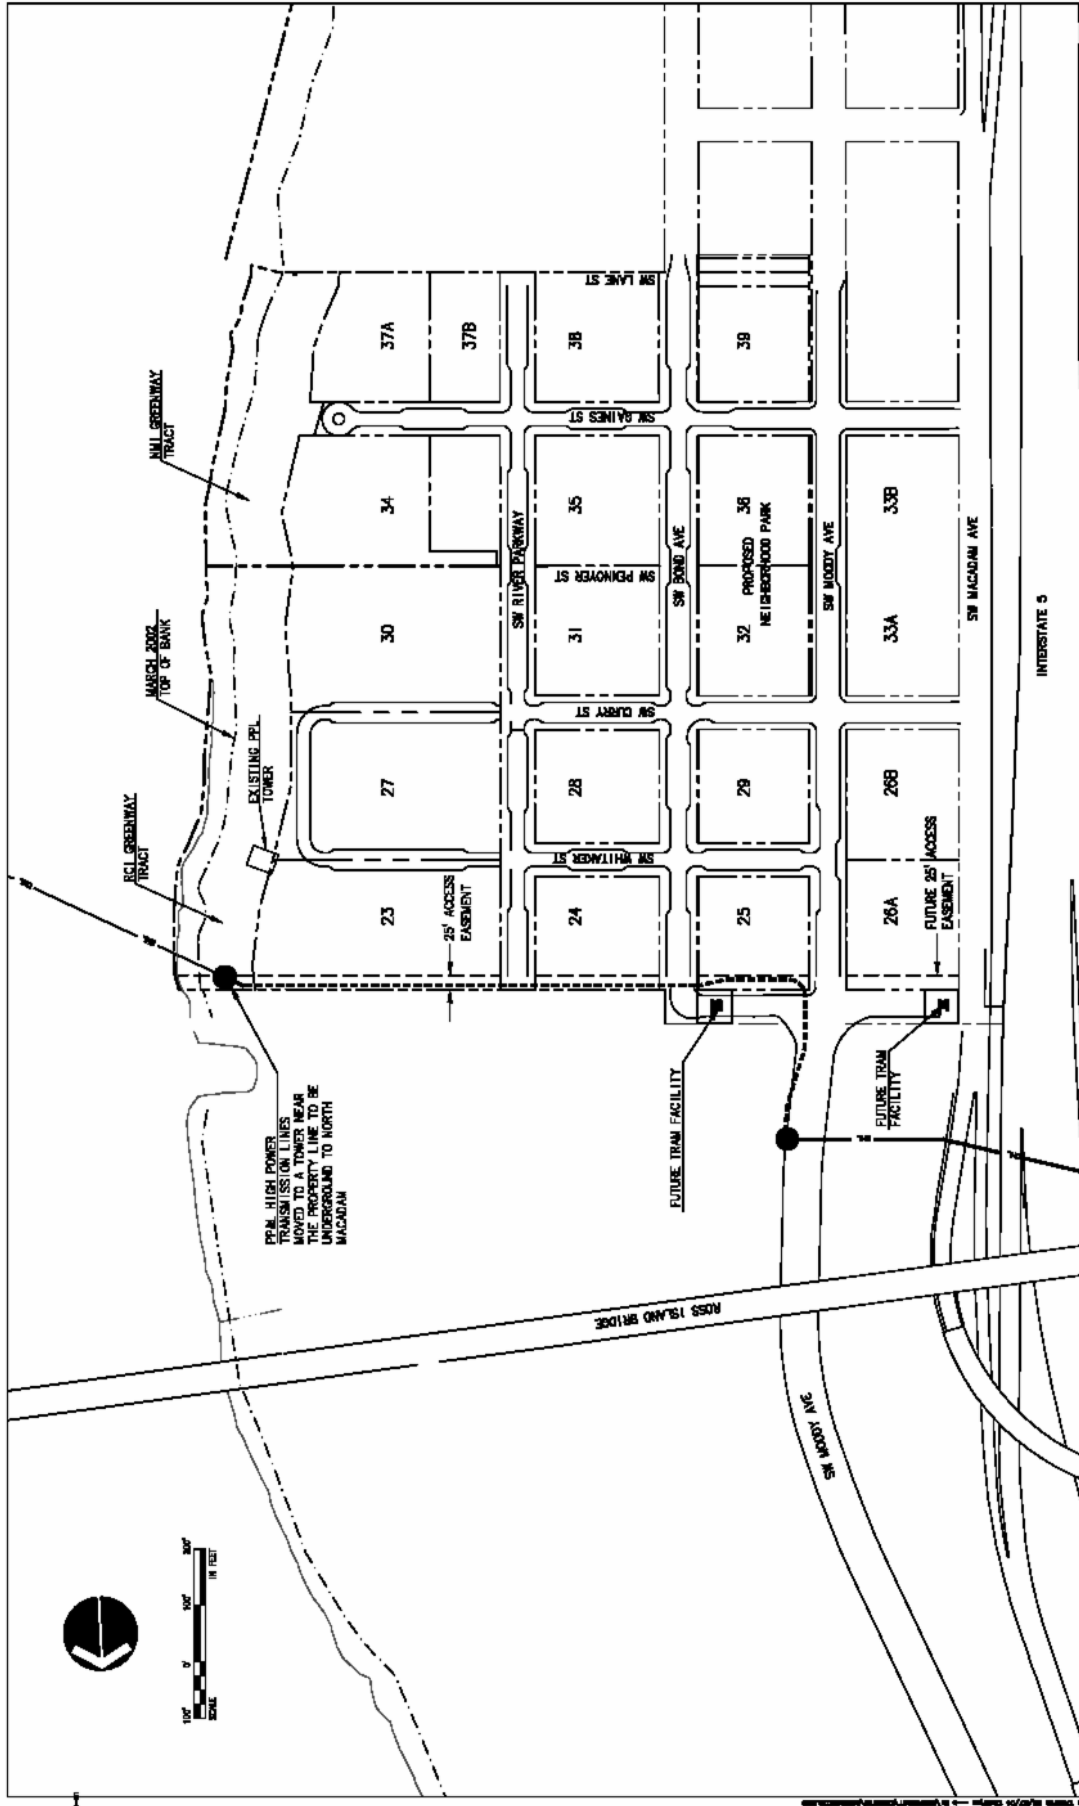 NMI GREENWAY
TRACT
MARCH 2002
TOP OF BANK
RCI GREENWAY
TRACT
EXISTING PPL
TOWER
PP&L HIGH POWER
TRANSMISSION LINES
MOVED TO A TOWER NEAR
THE PROPERTY LINE TO BE
UNDERGROUND TO NORTH
MACADAM
25' ACCESS
EASEMENT
23
27
30
34
37A
37B
SW RIVER PARKWAY
24
28
31
35
38
SW WHITAKER ST
SW CURRY ST
SW PENNOYER ST
SW GAINES ST
SW LANE ST
SW BOND AVE
25
29
32
36
39
PROPOSED
NEIGHBORHOOD PARK
SW MOODY AVE
26A
26B
33A
33B
FUTURE 25' ACCESS
EASEMENT
SW MACADAM AVE
INTERSTATE 5
FUTURE TRAM FACILITY
FUTURE TRAM
FACILITY
ROSS ISLAND BRIDGE
SW MOODY AVE
100'
0'
100'
200'
SCALE
IN FEET